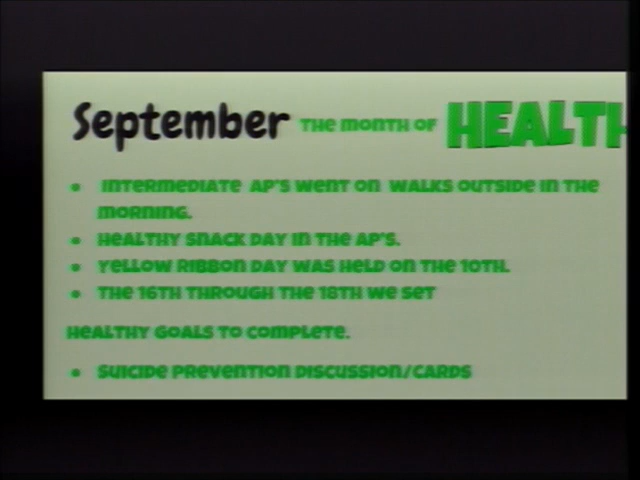 September THE MONTH OF HEALTH
• INTERMEDIATE AP'S WENT ON WALKS OUTSIDE IN THE
MORNING.
• HEALTHY SNACK DAY IN THE AP'S.
• YELLOW RIBBON DAY WAS HELD ON THE 10TH.
• THE 16TH THROUGH THE 18TH WE SET
HEALTHY GOALS TO COMPLETE.
• SUICIDE PREVENTION DISCUSSION/CARDS